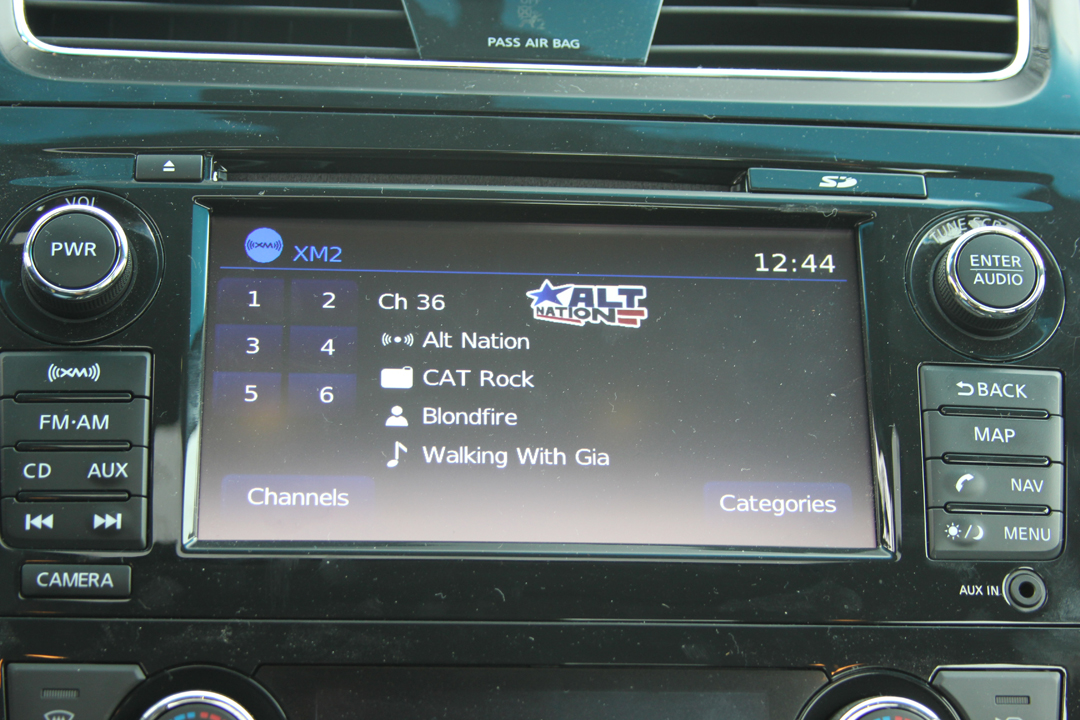 PASS AIR BAG
SD
VOL
PWR
TUNE
ENTER
AUDIO
XM
XM2
12:44
1 2
3 4
5 6
Ch 36
ALT
NATION
Alt Nation
CAT Rock
Blondfire
Walking With Gia
Channels
Categories
XM
FM·AM
CD AUX
CAMERA
BACK
MAP
NAV
MENU
AUX IN